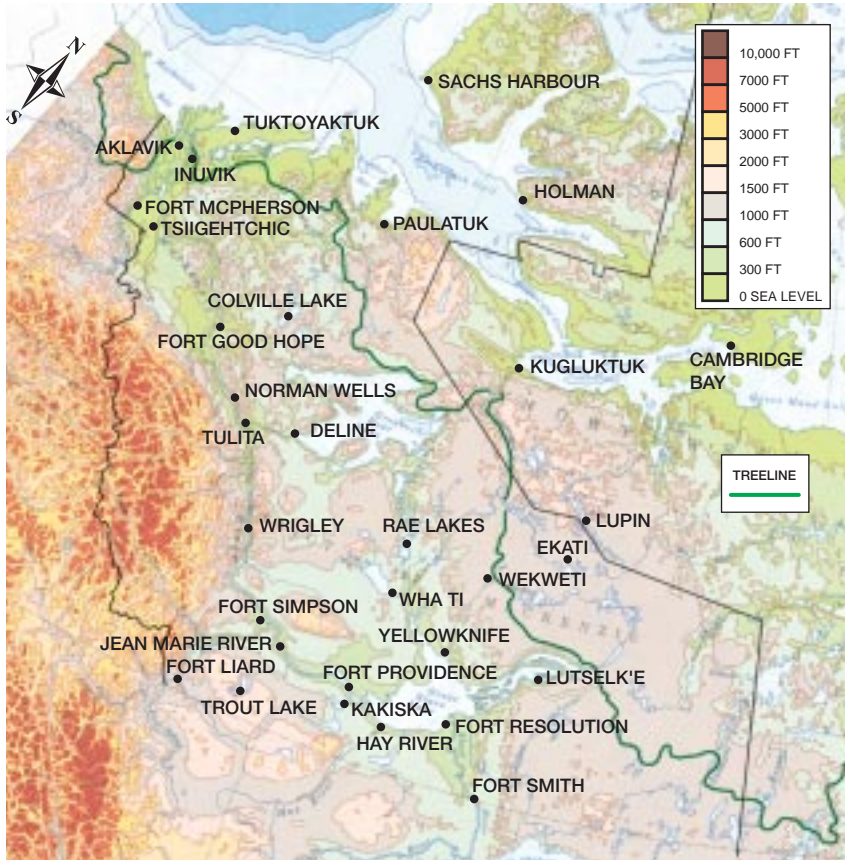 N
S
10,000 FT
7000 FT
5000 FT
3000 FT
2000 FT
1500 FT
1000 FT
600 FT
300 FT
0 SEA LEVEL
SACHS HARBOUR
TUKTOYAKTUK
AKLAVIK
INUVIK
HOLMAN
FORT MCPHERSON
TSIIGEHTCHIC
PAULATUK
COLVILLE LAKE
FORT GOOD HOPE
KUGLUKTUK
CAMBRIDGE
BAY
NORMAN WELLS
TULITA
DELINE
TREELINE
WRIGLEY
RAE LAKES
LUPIN
EKATI
WEKWETI
WHA TI
FORT SIMPSON
YELLOWKNIFE
JEAN MARIE RIVER
FORT LIARD
FORT PROVIDENCE
LUTSELK'E
TROUT LAKE
KAKISKA
HAY RIVER
FORT RESOLUTION
FORT SMITH